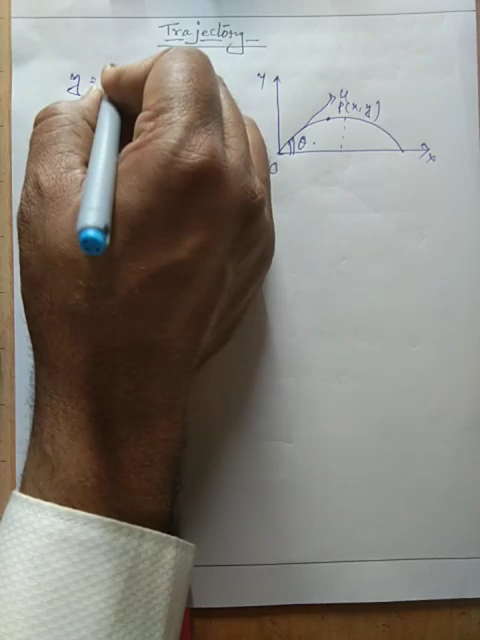 Trajectory
y =
Y
u
P(x, y)
θ
O
x